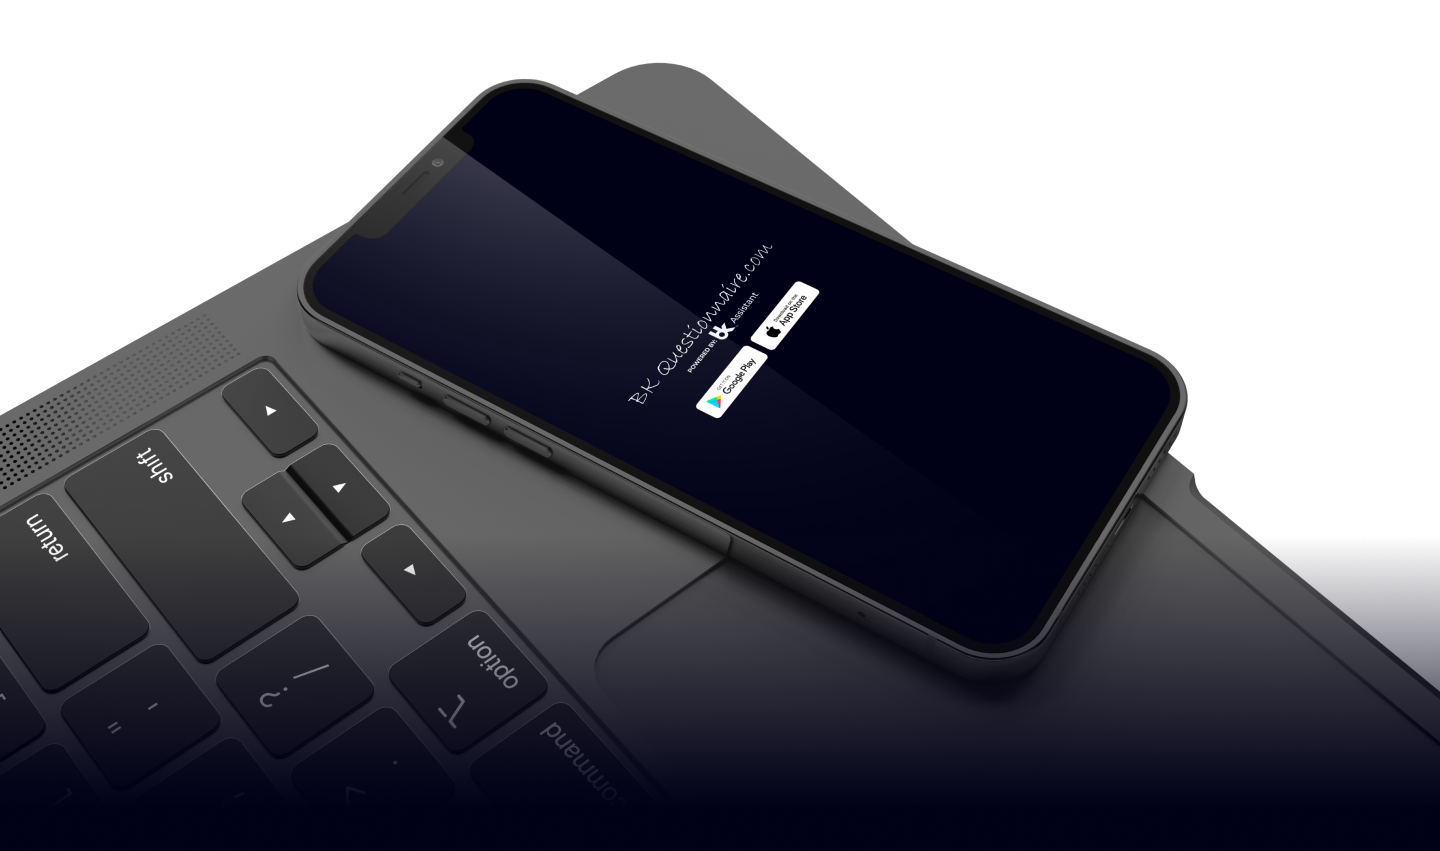 BK Questionnaire.com
POWERED BY: bk Assistant
GET IT ON
Google Play
Download on the
App Store
shift
return
option
command